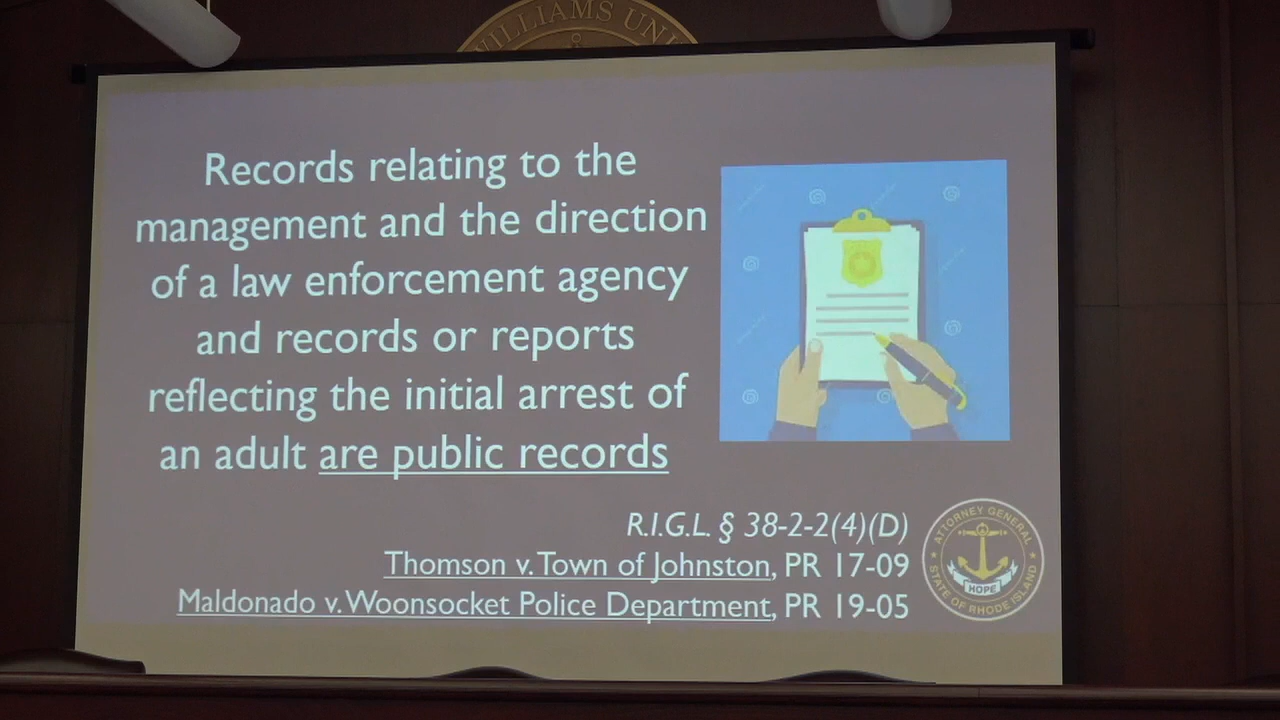 WILLIAMS UNI
Records relating to the
management and the direction
of a law enforcement agency
and records or reports
reflecting the initial arrest of
an adult are public records
R.I.G.L. § 38-2-2(4)(D)
Thomson v. Town of Johnston, PR 17-09
Maldonado v. Woonsocket Police Department, PR 19-05
ATTORNEY GENERAL
HOPE
STATE OF RHODE ISLAND